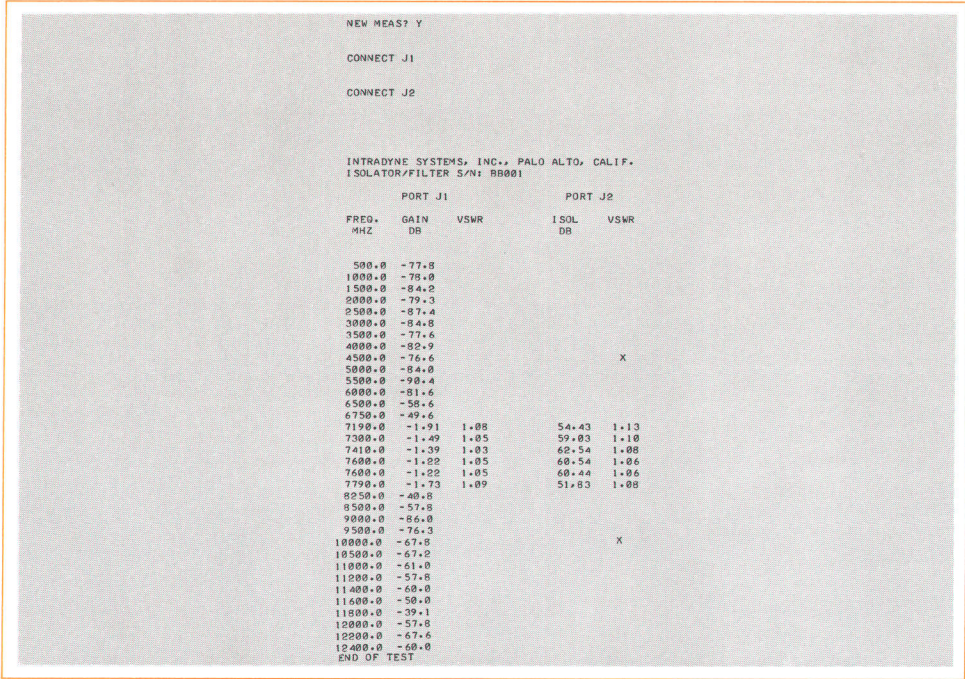 NEW MEAS? Y
CONNECT J1
CONNECT J2
INTRADYNE SYSTEMS, INC., PALO ALTO, CALIF.
ISOLATOR/FILTER S/N: BB001
PORT J1 PORT J2
FREQ. GAIN VSWR ISOL VSWR
MHZ DB DB
500.0 -77.8
1000.0 -78.0
1500.0 -84.2
2000.0 -79.3
2500.0 -87.4
3000.0 -84.8
3500.0 -77.6
4000.0 -82.9
4500.0 -76.6 X
5000.0 -84.0
5500.0 -90.4
6000.0 -81.6
6500.0 -58.6
6750.0 -49.6
7190.0 -1.91 1.08 54.43 1.13
7300.0 -1.49 1.05 59.03 1.10
7410.0 -1.39 1.03 62.54 1.08
7600.0 -1.22 1.05 60.54 1.06
7600.0 -1.22 1.05 60.44 1.06
7790.0 -1.73 1.09 51.83 1.08
8250.0 -40.8
8500.0 -57.8
9000.0 -86.0
9500.0 -76.3
10000.0 -67.8 X
10500.0 -67.2
11000.0 -61.0
11200.0 -57.8
11400.0 -60.0
11600.0 -50.0
11800.0 -39.1
12000.0 -57.8
12200.0 -67.6
12400.0 -60.0
END OF TEST